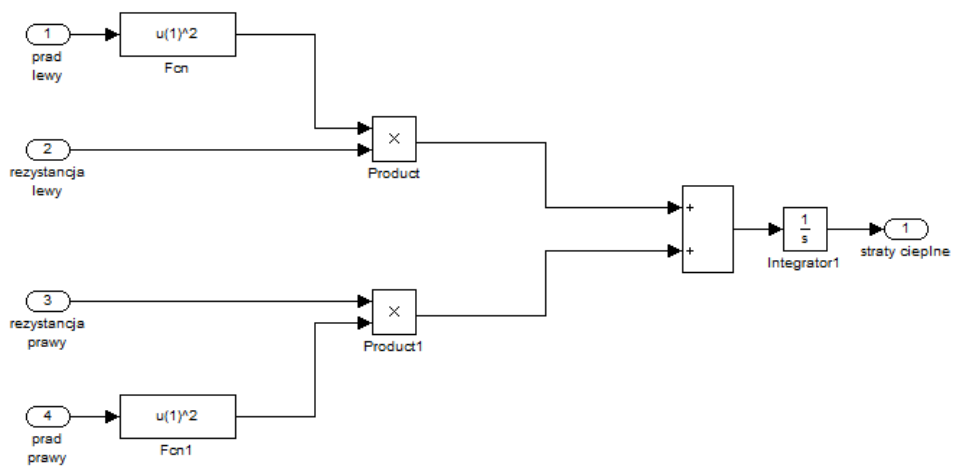 1
u(1)^2
prad
lewy
Fcn
2
×
rezystancja
lewy
Product
+
+
1
s
1
Integrator1
straty cieplne
3
×
rezystancja
prawy
Product1
4
u(1)^2
prad
prawy
Fcn1